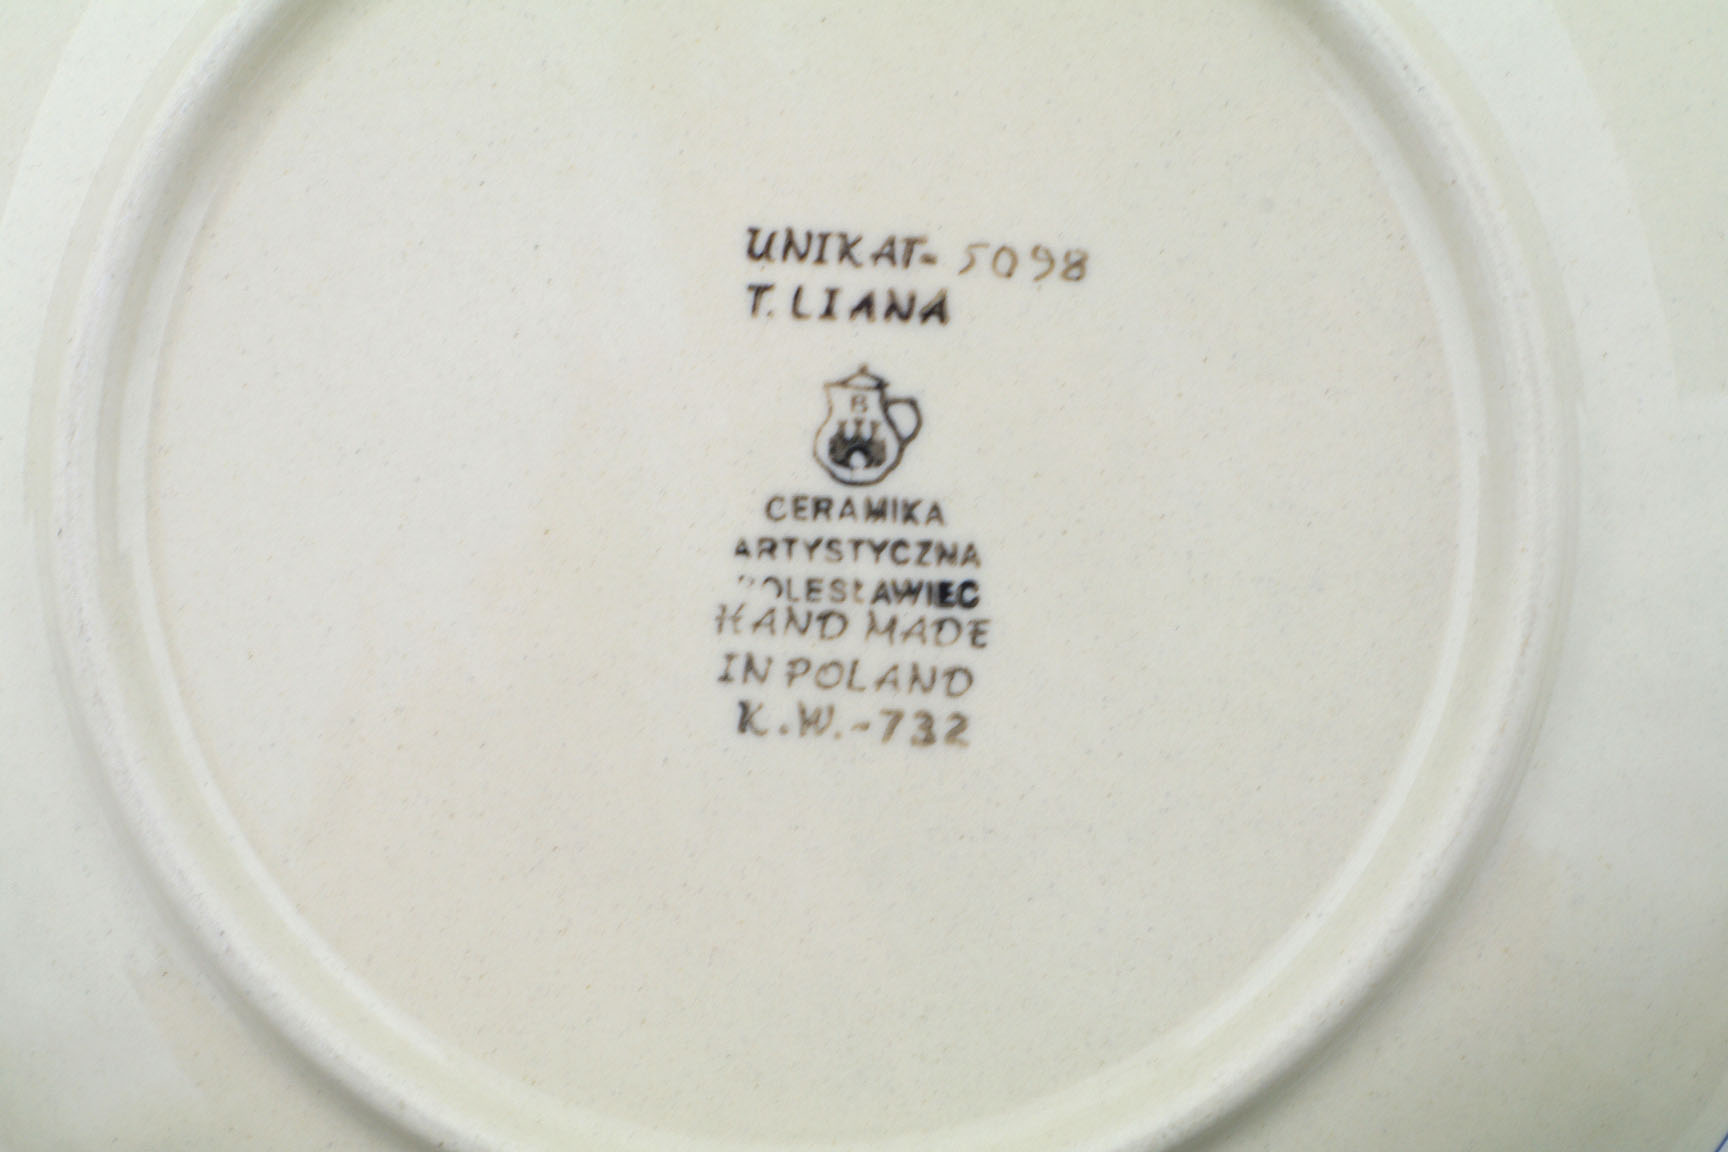 UNIKAT- 5098
T. LIANA
B
CERAMIKA
ARTYSTYCZNA
BOLESŁAWIEC
HAND MADE
IN POLAND
K.W.-732